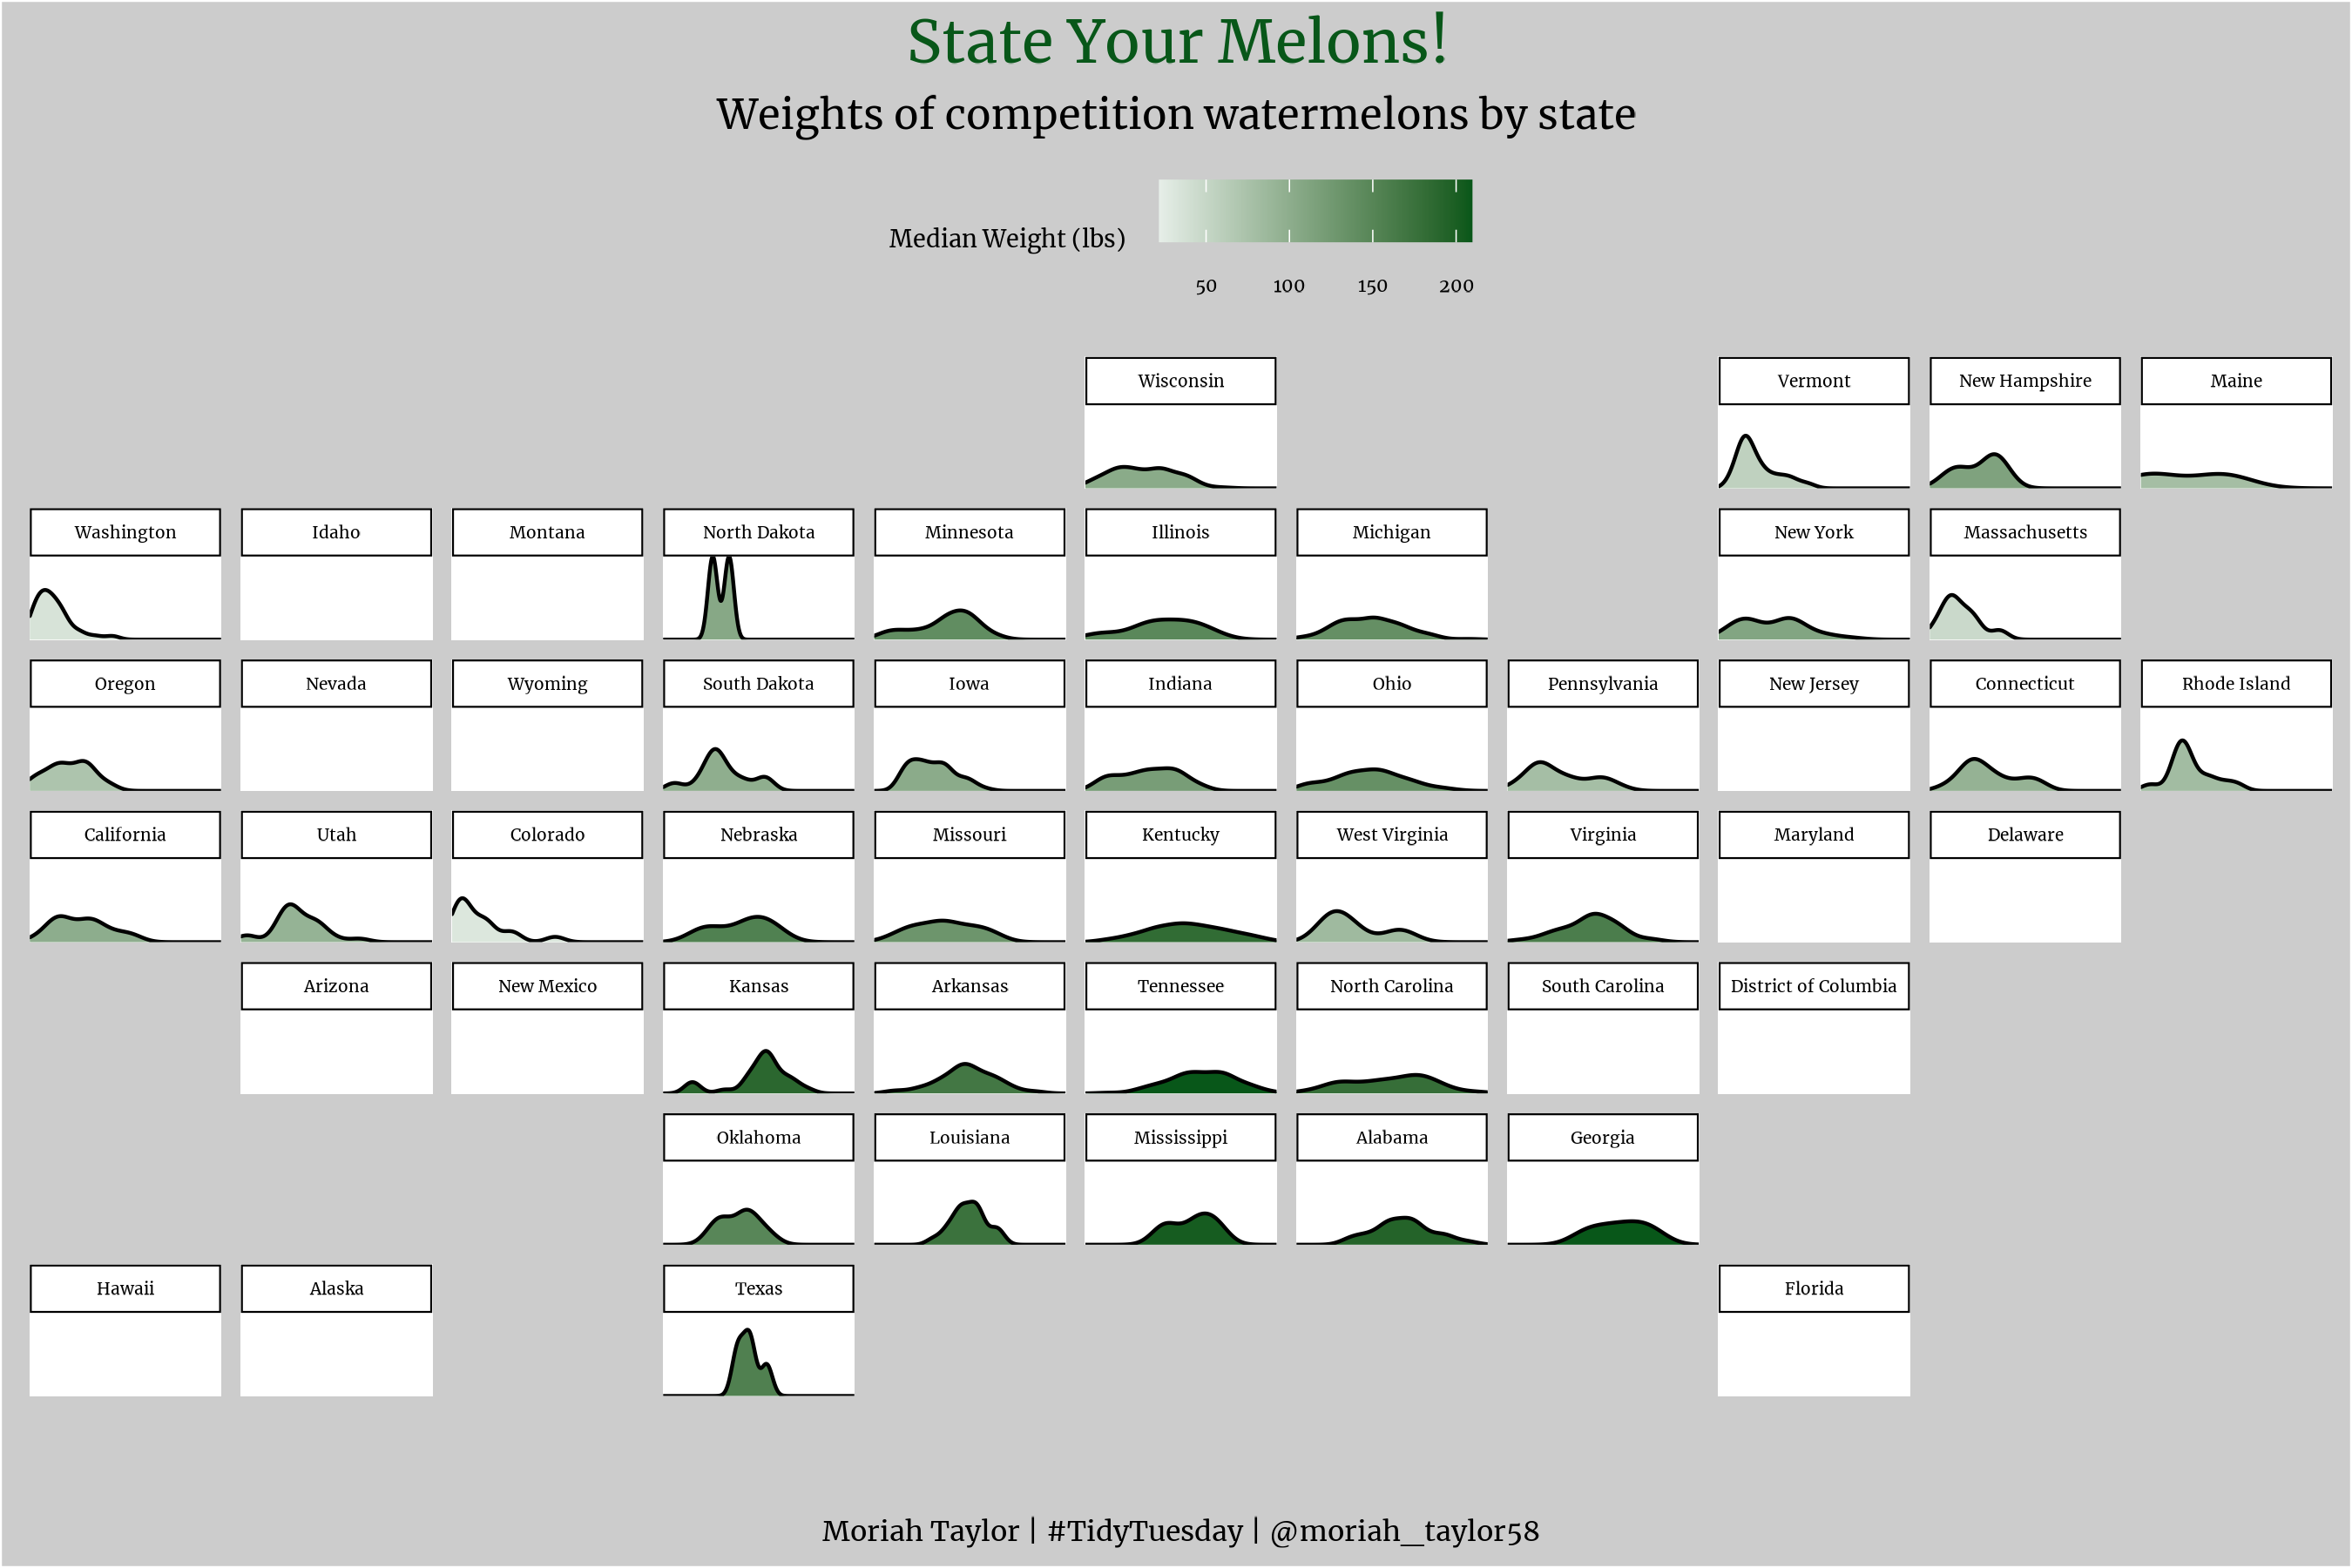 State Your Melons!
Weights of competition watermelons by state
Median Weight (lbs)
50 100 150 200
Wisconsin Vermont New Hampshire Maine
Washington Idaho Montana North Dakota Minnesota Illinois Michigan New York Massachusetts
Oregon Nevada Wyoming South Dakota Iowa Indiana Ohio Pennsylvania New Jersey Connecticut Rhode Island
California Utah Colorado Nebraska Missouri Kentucky West Virginia Virginia Maryland Delaware
Arizona New Mexico Kansas Arkansas Tennessee North Carolina South Carolina District of Columbia
Oklahoma Louisiana Mississippi Alabama Georgia
Hawaii Alaska Texas Florida
Moriah Taylor | #TidyTuesday | @moriah_taylor58